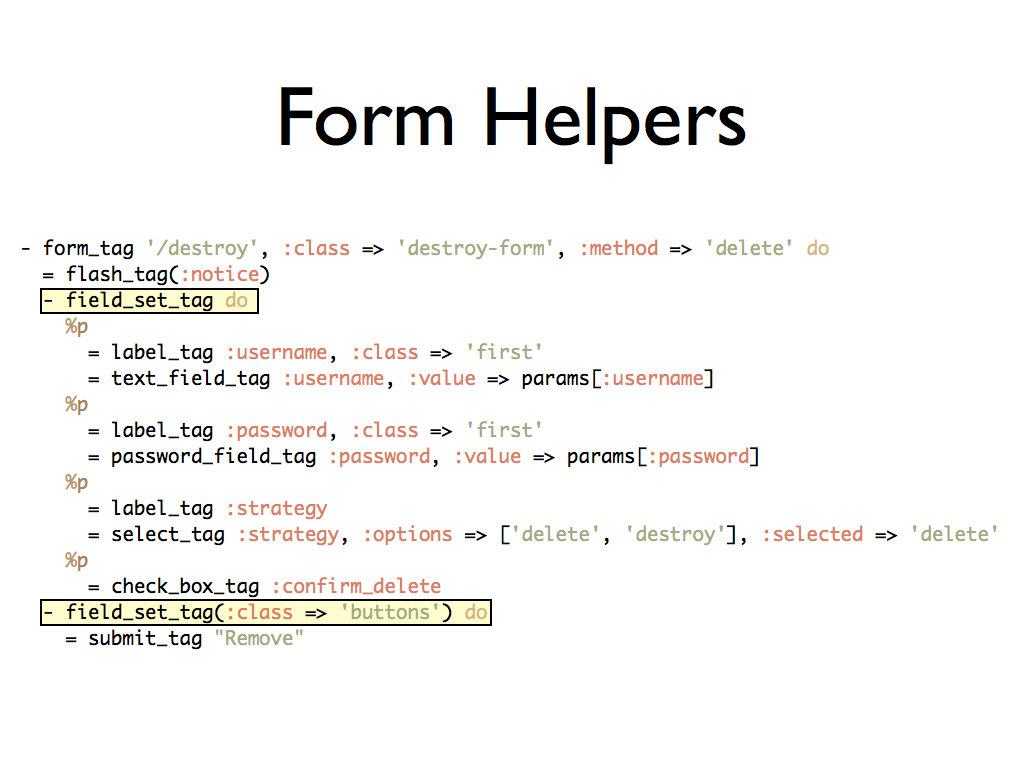 Form Helpers
- form_tag '/destroy', :class => 'destroy-form', :method => 'delete' do
  = flash_tag(:notice)
  - field_set_tag do
    %p
      = label_tag :username, :class => 'first'
      = text_field_tag :username, :value => params[:username]
    %p
      = label_tag :password, :class => 'first'
      = password_field_tag :password, :value => params[:password]
    %p
      = label_tag :strategy
      = select_tag :strategy, :options => ['delete', 'destroy'], :selected => 'delete'
    %p
      = check_box_tag :confirm_delete
  - field_set_tag(:class => 'buttons') do
    = submit_tag "Remove"